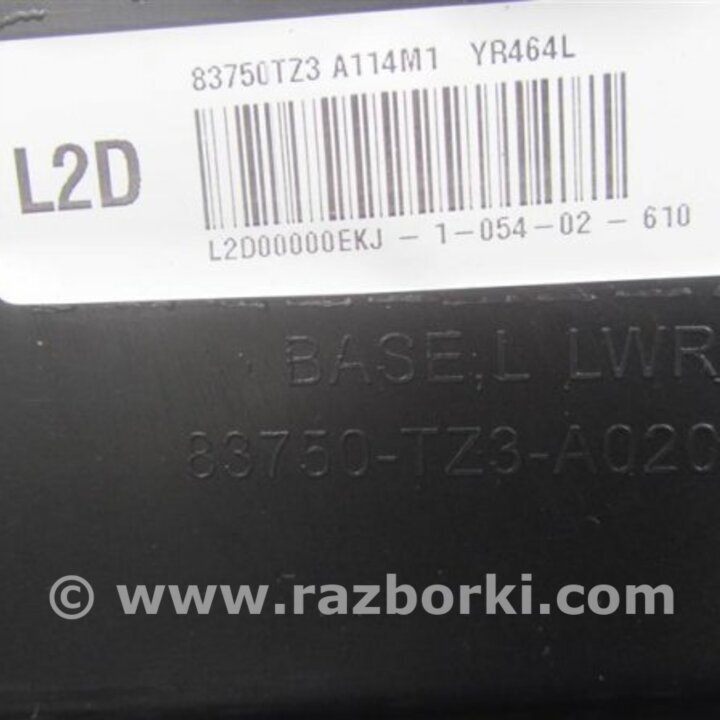 83750TZ3 A114M1 YR464L
L2D
L2D00000EKJ - 1-054-02-610
BASE,L LWR
83750-TZ3-A020
© www.razborki.com